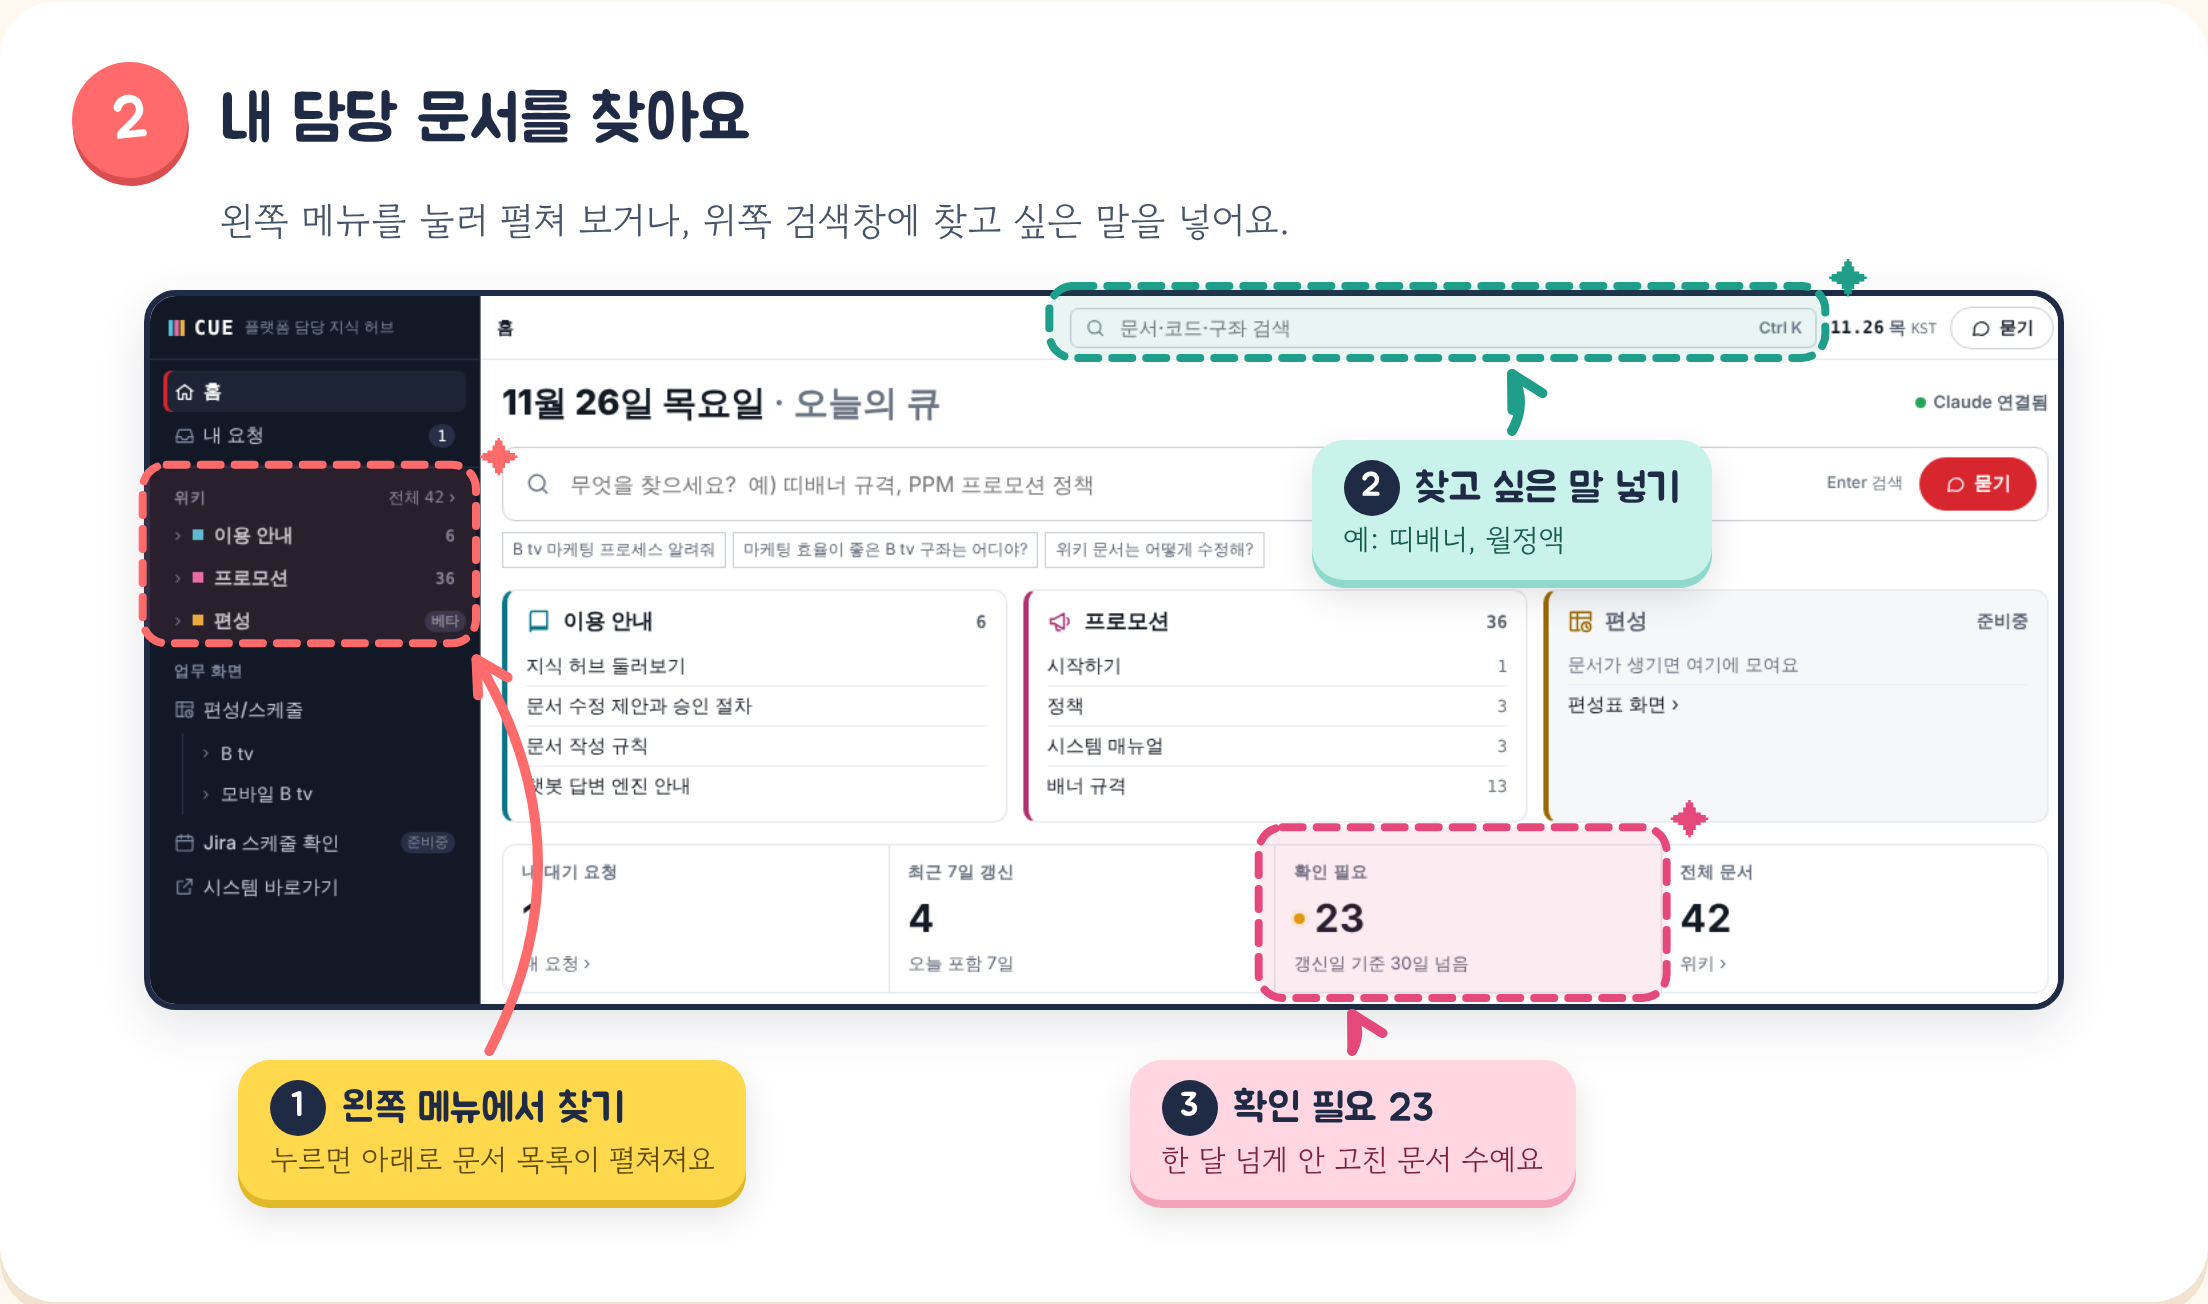 2 내 담당 문서를 찾아요
왼쪽 메뉴를 눌러 펼쳐 보거나, 위쪽 검색창에 찾고 싶은 말을 넣어요.
CUE 플랫폼 담당 지식 허브
홈
내 요청 1
위키 전체 42 ›
› 이용 안내 6
› 프로모션 36
› 편성 베타
업무 화면
편성/스케줄
› B tv
› 모바일 B tv
Jira 스케줄 확인 준비중
시스템 바로가기
홈
문서·코드·구좌 검색 Ctrl K
11.26 목 KST
묻기
11월 26일 목요일 · 오늘의 큐
Claude 연결됨
무엇을 찾으세요? 예) 띠배너 규격, PPM 프로모션 정책
Enter 검색
묻기
B tv 마케팅 프로세스 알려줘
마케팅 효율이 좋은 B tv 구좌는 어디야?
위키 문서는 어떻게 수정해?
2 찾고 싶은 말 넣기
예: 띠배너, 월정액
이용 안내 6
지식 허브 둘러보기
문서 수정 제안과 승인 절차
문서 작성 규칙
답변 엔진 안내
프로모션 36
시작하기 1
정책 3
시스템 매뉴얼 3
배너 규격 13
편성 준비중
문서가 생기면 여기에 모여요
편성표 화면 ›
대기 요청
요청 ›
최근 7일 갱신
4
오늘 포함 7일
확인 필요
23
갱신일 기준 30일 넘음
전체 문서
42
위키 ›
1 왼쪽 메뉴에서 찾기
누르면 아래로 문서 목록이 펼쳐져요
3 확인 필요 23
한 달 넘게 안 고친 문서 수예요